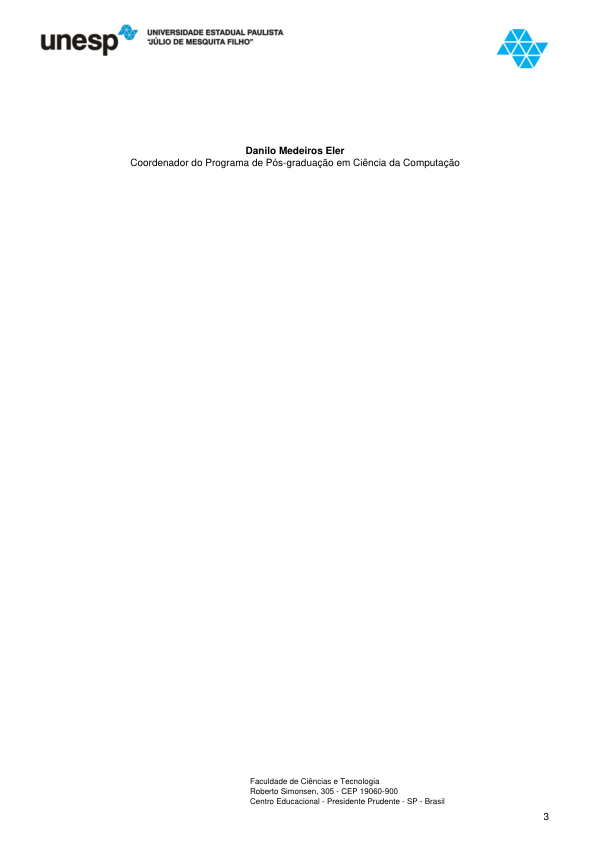 unesp
UNIVERSIDADE ESTADUAL PAULISTA
"JÚLIO DE MESQUITA FILHO"
Danilo Medeiros Eler
Coordenador do Programa de Pós-graduação em Ciência da Computação
Faculdade de Ciências e Tecnologia
Roberto Simonsen, 305 - CEP 19060-900
Centro Educacional - Presidente Prudente - SP - Brasil
3